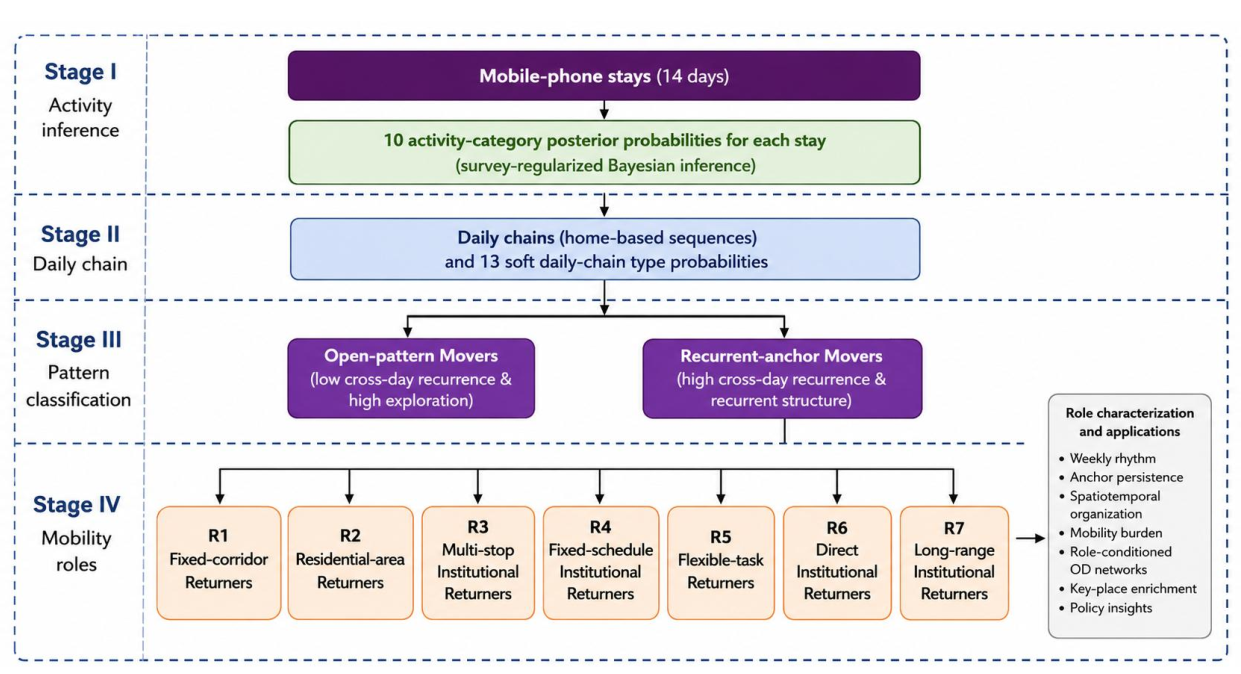 Stage I
Activity
inference
Mobile-phone stays (14 days)
10 activity-category posterior probabilities for each stay
(survey-regularized Bayesian inference)
Stage II
Daily chain
Daily chains (home-based sequences)
and 13 soft daily-chain type probabilities
Stage III
Pattern
classification
Open-pattern Movers
(low cross-day recurrence &
high exploration)
Recurrent-anchor Movers
(high cross-day recurrence &
recurrent structure)
Stage IV
Mobility
roles
R1
Fixed-corridor
Returners
R2
Residential-area
Returners
R3
Multi-stop
Institutional
Returners
R4
Fixed-schedule
Institutional
Returners
R5
Flexible-task
Returners
R6
Direct
Institutional
Returners
R7
Long-range
Institutional
Returners
Role characterization
and applications
• Weekly rhythm
• Anchor persistence
• Spatiotemporal
organization
• Mobility burden
• Role-conditioned
OD networks
• Key-place enrichment
• Policy insights